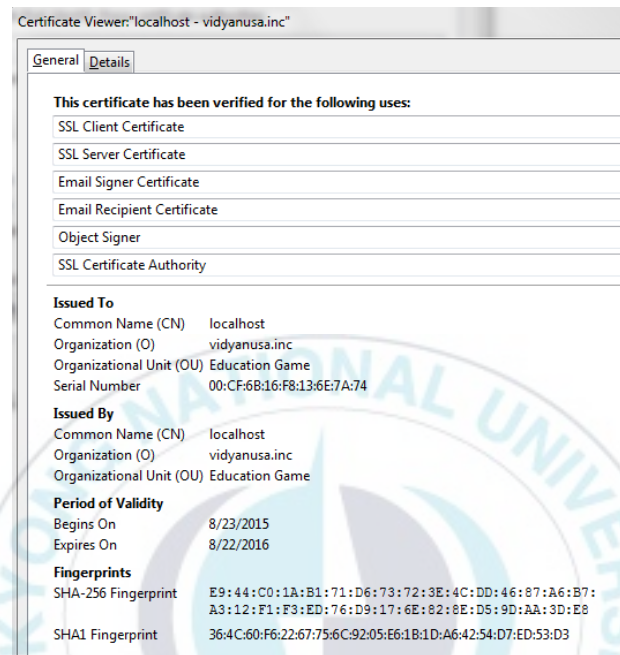 Certificate Viewer:"localhost - vidyanusa.inc"
General Details
This certificate has been verified for the following uses:
SSL Client Certificate
SSL Server Certificate
Email Signer Certificate
Email Recipient Certificate
Object Signer
SSL Certificate Authority
Issued To
Common Name (CN) localhost
Organization (O) vidyanusa.inc
Organizational Unit (OU) Education Game
Serial Number 00:CF:6B:16:F8:13:6E:7A:74
Issued By
Common Name (CN) localhost
Organization (O) vidyanusa.inc
Organizational Unit (OU) Education Game
Period of Validity
Begins On 8/23/2015
Expires On 8/22/2016
Fingerprints
SHA-256 Fingerprint E9:44:C0:1A:B1:71:D6:73:72:3E:4C:DD:46:87:A6:B7:
A3:12:F1:F3:ED:76:D9:17:6E:82:8E:D5:9D:AA:3D:E8
SHA1 Fingerprint 36:4C:60:F6:22:67:75:6C:92:05:E6:1B:1D:A6:42:54:D7:ED:53:D3
NATIONAL